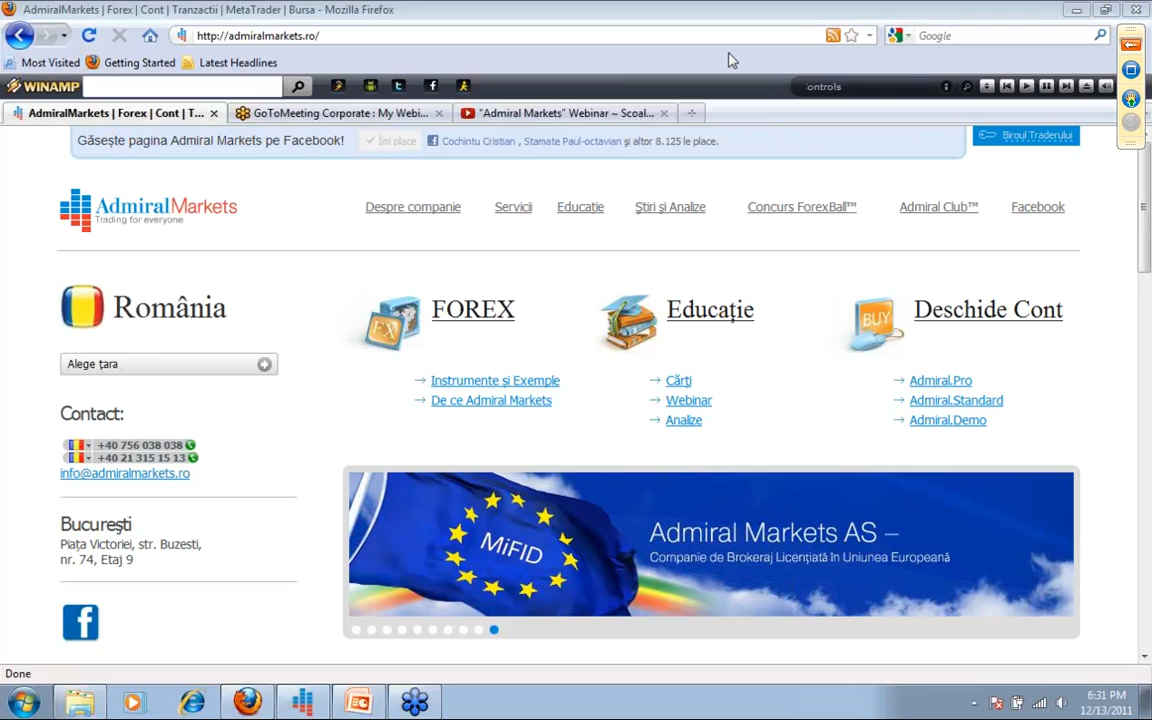 AdmiralMarkets | Forex | Cont | Tranzactii | MetaTrader | Bursa - Mozilla Firefox
http://admiralmarkets.ro/
Google
Most Visited Getting Started Latest Headlines
WINAMP
ontrols
AdmiralMarkets | Forex | Cont | T...
GoToMeeting Corporate : My Webi...
"Admiral Markets" Webinar ~ Scoal...
Găsește pagina Admiral Markets pe Facebook!
Îmi place
Cochintu Cristian , Stamate Paul-octavian și altor 8.125 le place.
Biroul Traderului
AdmiralMarkets
Trading for everyone
Despre companie
Servicii
Educaţie
Ştiri şi Analize
Concurs ForexBall™
Admiral Club™
Facebook
România
FOREX
Educaţie
BUY
Deschide Cont
FX
Alege ţara
Instrumente şi Exemple
De ce Admiral Markets
Cărţi
Webinar
Analize
Admiral.Pro
Admiral.Standard
Admiral.Demo
Contact:
+40 756 038 038
+40 21 315 15 13
info@admiralmarkets.ro
Bucureşti
Piaţa Victoriei, str. Buzesti,
nr. 74, Etaj 9
MiFID
Admiral Markets AS –
Companie de Brokeraj Licenţiată în Uniunea Europeană
Done
6:31 PM
12/13/2011